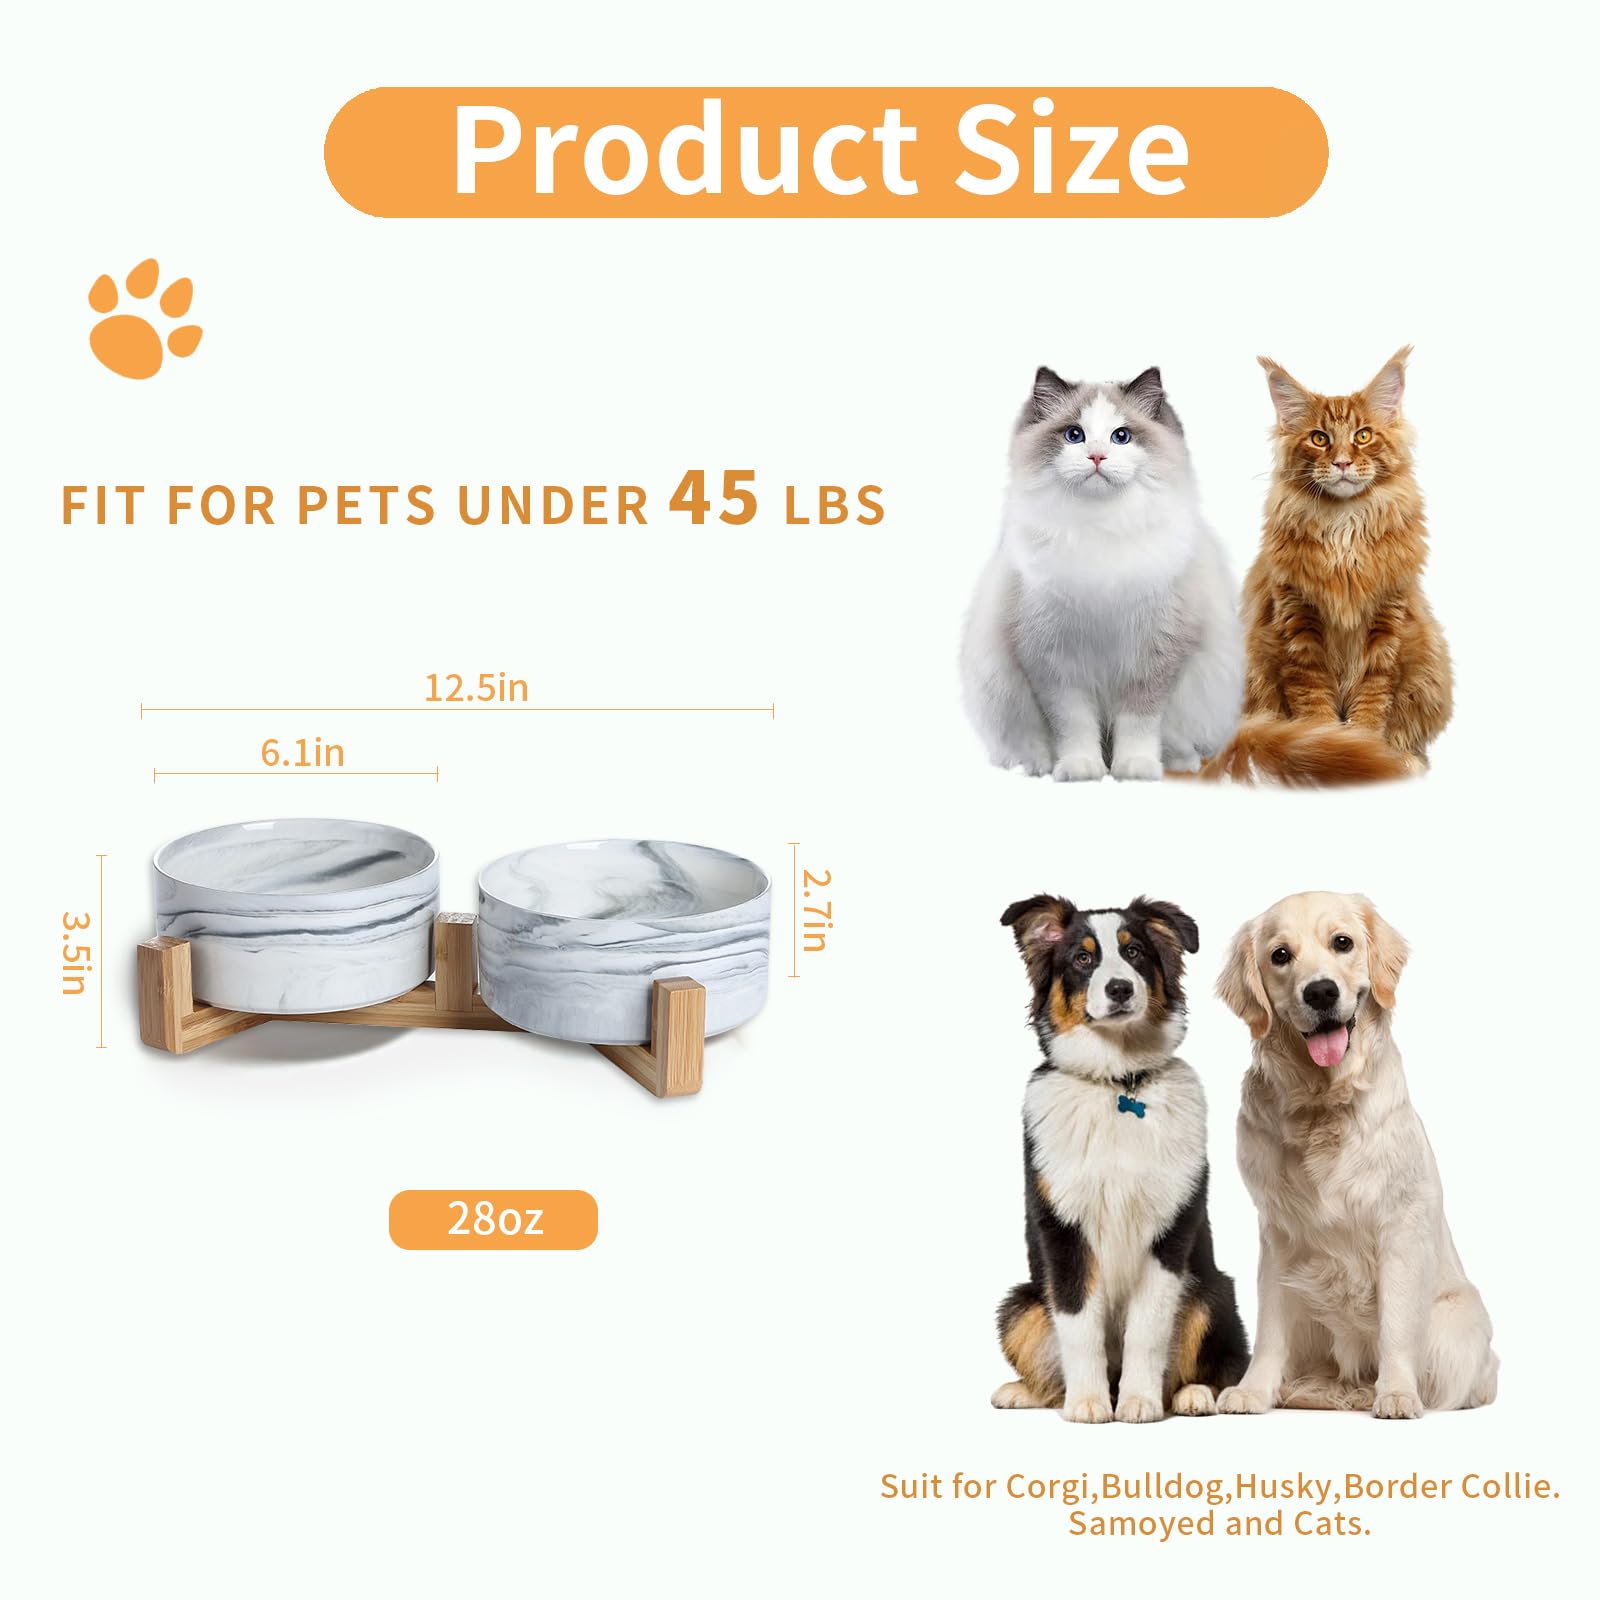 Product Size
FIT FOR PETS UNDER 45 LBS
12.5in
6.1in
3.5in
2.7in
28oz
Suit for Corgi,Bulldog,Husky,Border Collie.
Samoyed and Cats.